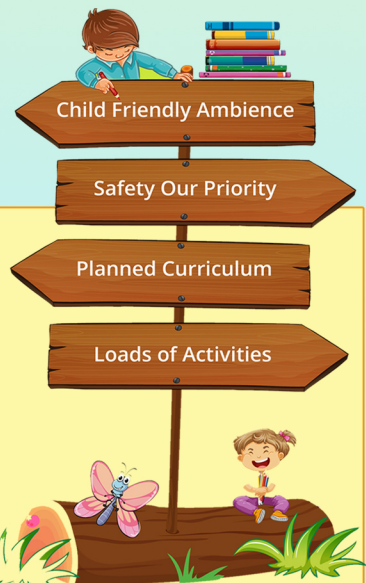 Child Friendly Ambience
Safety Our Priority
Planned Curriculum
Loads of Activities